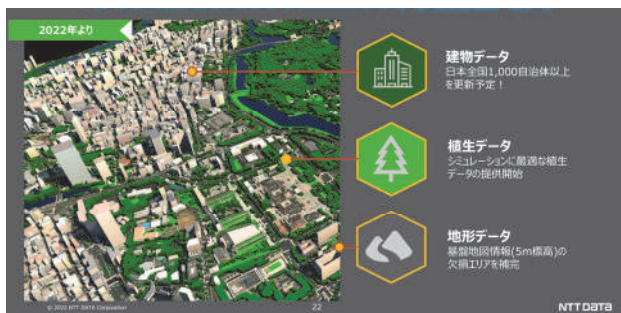 2022年より
建物データ
日本全国1,000自治体以上
を更新予定！
植生データ
シミュレーションに最適な植生
データの提供開始
地形データ
基盤地図情報(5m標高)の
欠損エリアを補完
© 2022 NTT DATA Corporation
22
NTT DATA